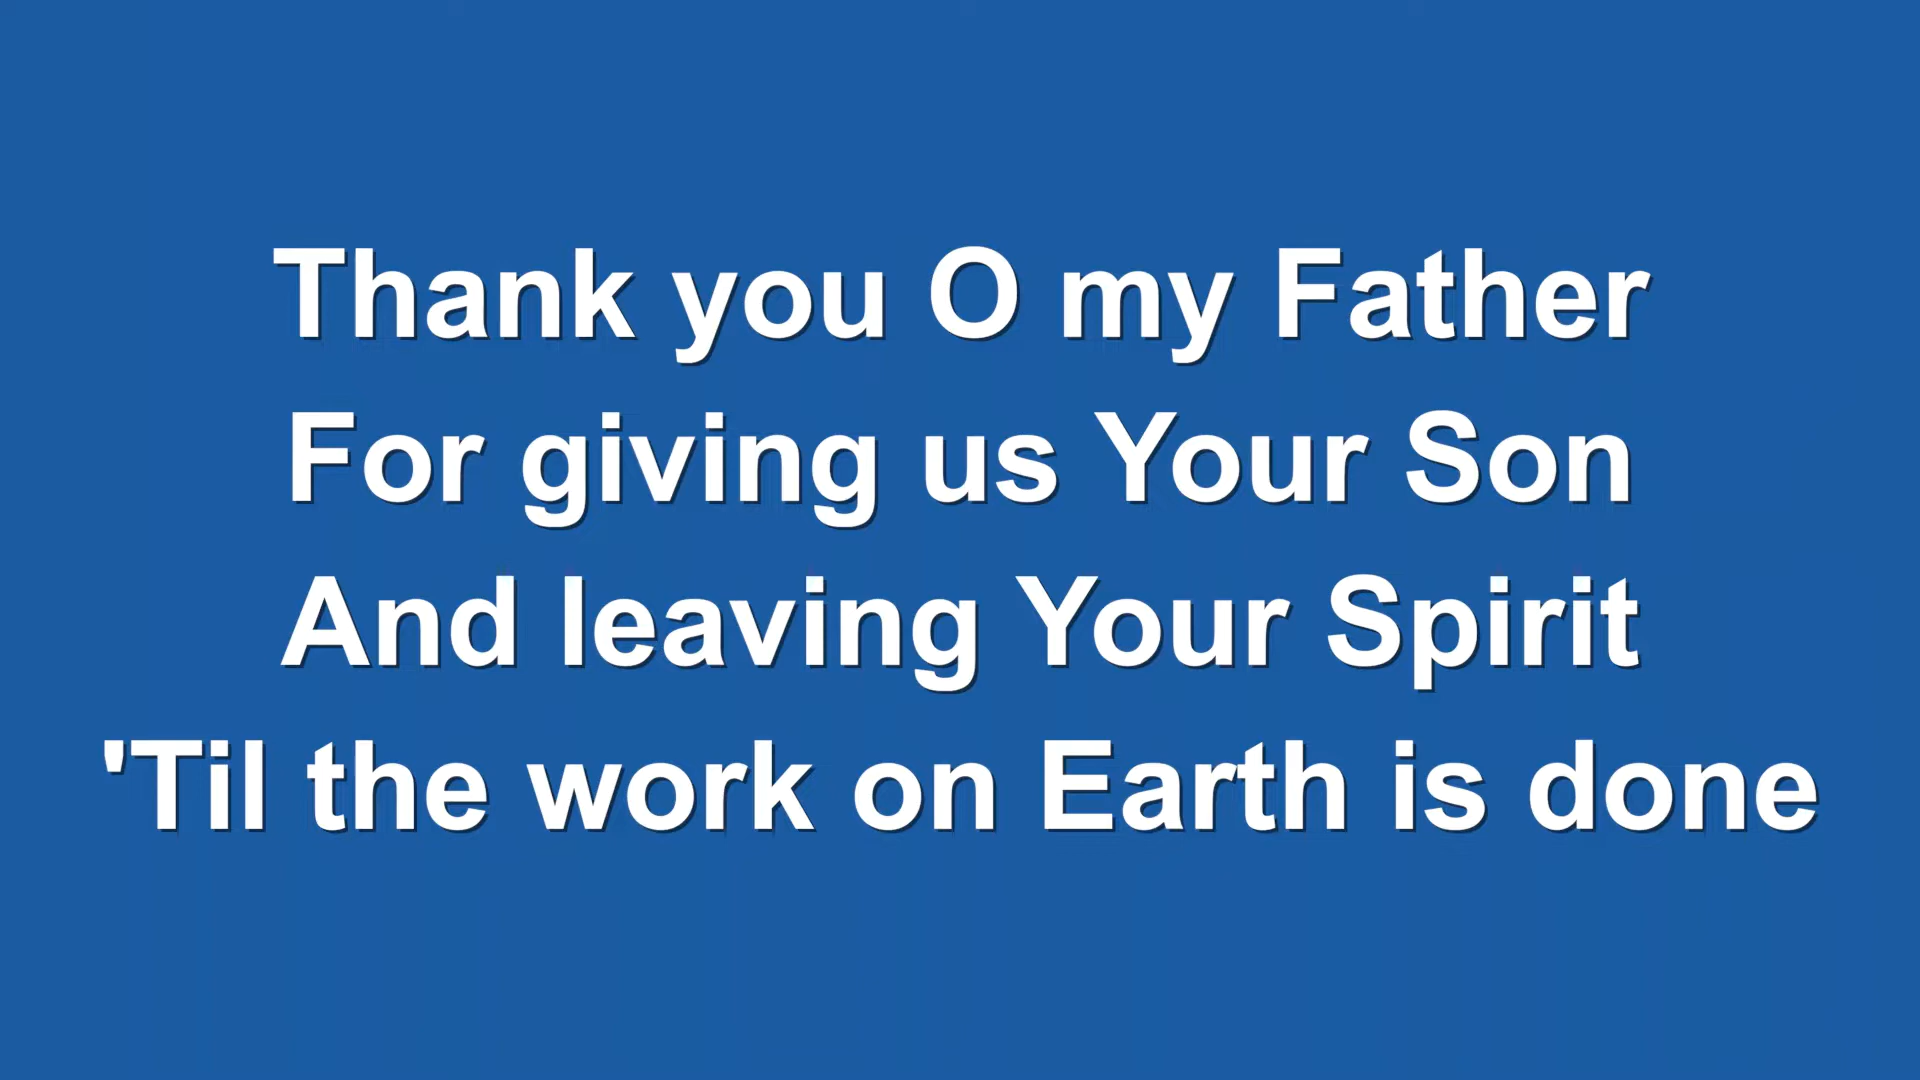 Thank you O my Father
For giving us Your Son
And leaving Your Spirit
'Til the work on Earth is done